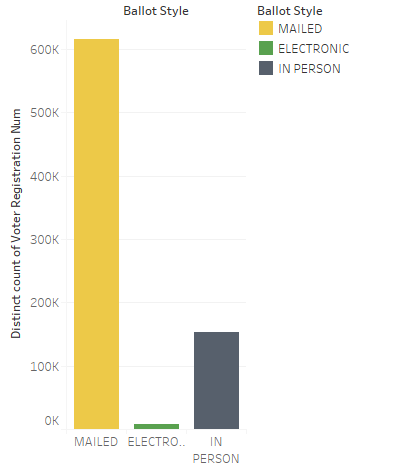 Ballot Style
Ballot Style
MAILED
ELECTRONIC
IN PERSON
Distinct count of Voter Registration Num
600K
500K
400K
300K
200K
100K
0K
MAILED
ELECTRO..
IN
PERSON